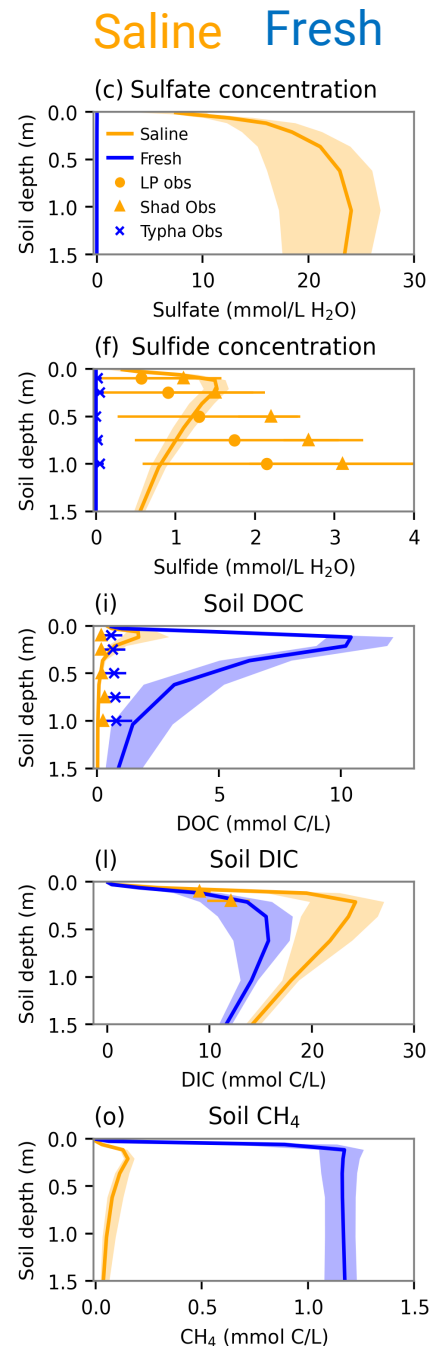 Saline Fresh
(c) Sulfate concentration
0.0
0.5
1.0
1.5
Soil depth (m)
Saline
Fresh
LP obs
Shad Obs
Typha Obs
0 10 20 30
Sulfate (mmol/L H₂O)
(f) Sulfide concentration
0.0
0.5
1.0
1.5
Soil depth (m)
0 1 2 3 4
Sulfide (mmol/L H₂O)
(i) Soil DOC
0.0
0.5
1.0
1.5
Soil depth (m)
0 5 10
DOC (mmol C/L)
(l) Soil DIC
0.0
0.5
1.0
1.5
Soil depth (m)
0 10 20 30
DIC (mmol C/L)
(o) Soil CH₄
0.0
0.5
1.0
1.5
Soil depth (m)
0.0 0.5 1.0 1.5
CH₄ (mmol C/L)